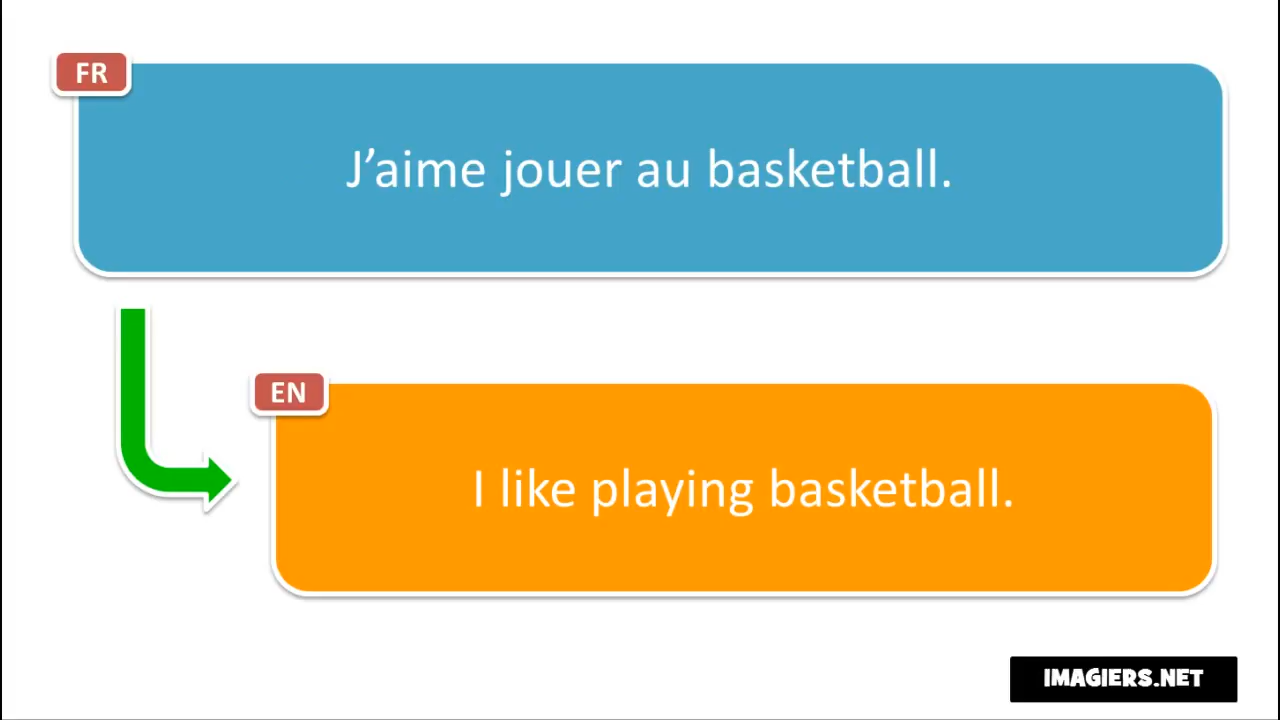 FR
J’aime jouer au basketball.
EN
I like playing basketball.
IMAGIERS.NET